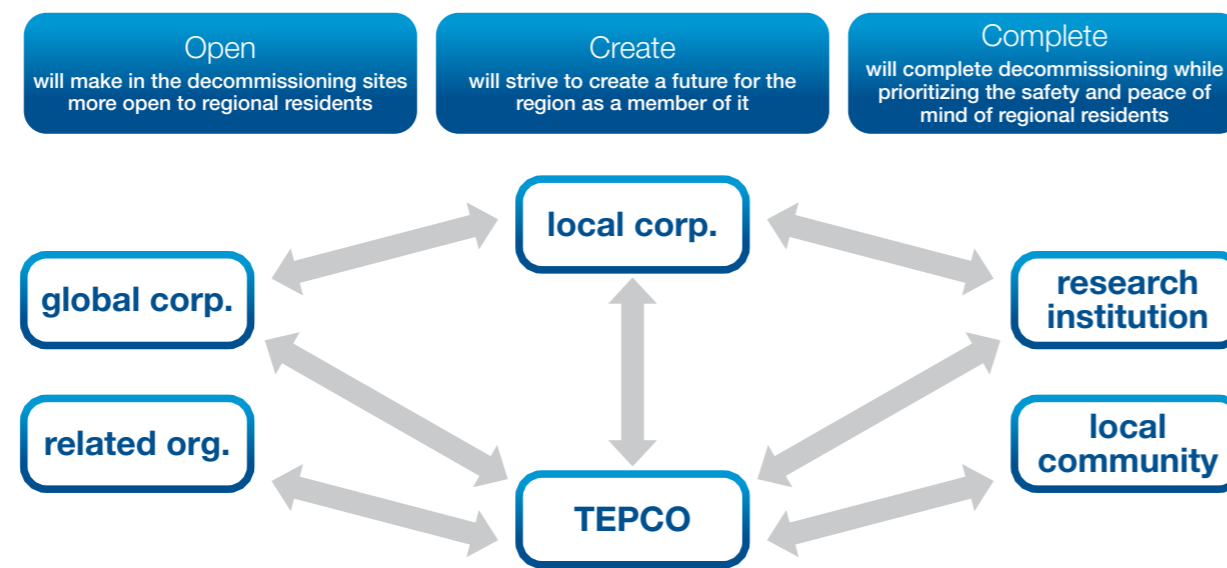 Open
will make in the decommissioning sites
more open to regional residents
Create
will strive to create a future for the
region as a member of it
Complete
will complete decommissioning while
prioritizing the safety and peace of
mind of regional residents
local corp.
global corp.
research
institution
related org.
local
community
TEPCO